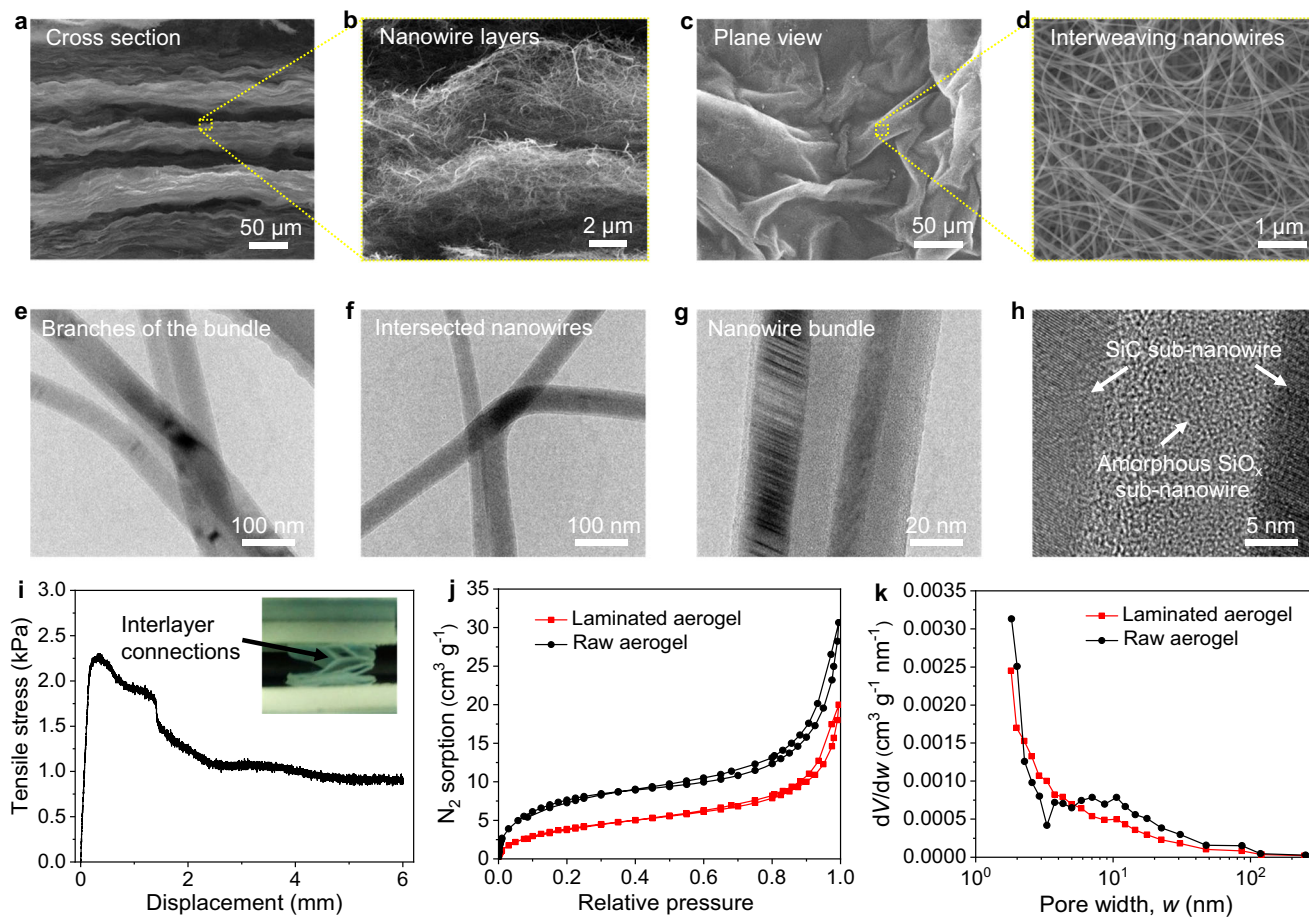 a
Cross section
50 μm
b
Nanowire layers
2 μm
c
Plane view
50 μm
d
Interweaving nanowires
1 μm
e
Branches of the bundle
100 nm
f
Intersected nanowires
100 nm
g
Nanowire bundle
20 nm
h
SiC sub-nanowire
Amorphous SiOₓ
sub-nanowire
5 nm
i
Tensile stress (kPa)
3.0
2.5
2.0
1.5
1.0
0.5
0.0
Interlayer
connections
0 2 4 6
Displacement (mm)
j
N₂ sorption (cm³ g⁻¹)
35
30
25
20
15
10
5
0
Laminated aerogel
Raw aerogel
0.0 0.2 0.4 0.6 0.8 1.0
Relative pressure
k
dV/dw (cm³ g⁻¹ nm⁻¹)
0.0035
0.0030
0.0025
0.0020
0.0015
0.0010
0.0005
0.0000
Laminated aerogel
Raw aerogel
10⁰ 10¹ 10²
Pore width, w (nm)